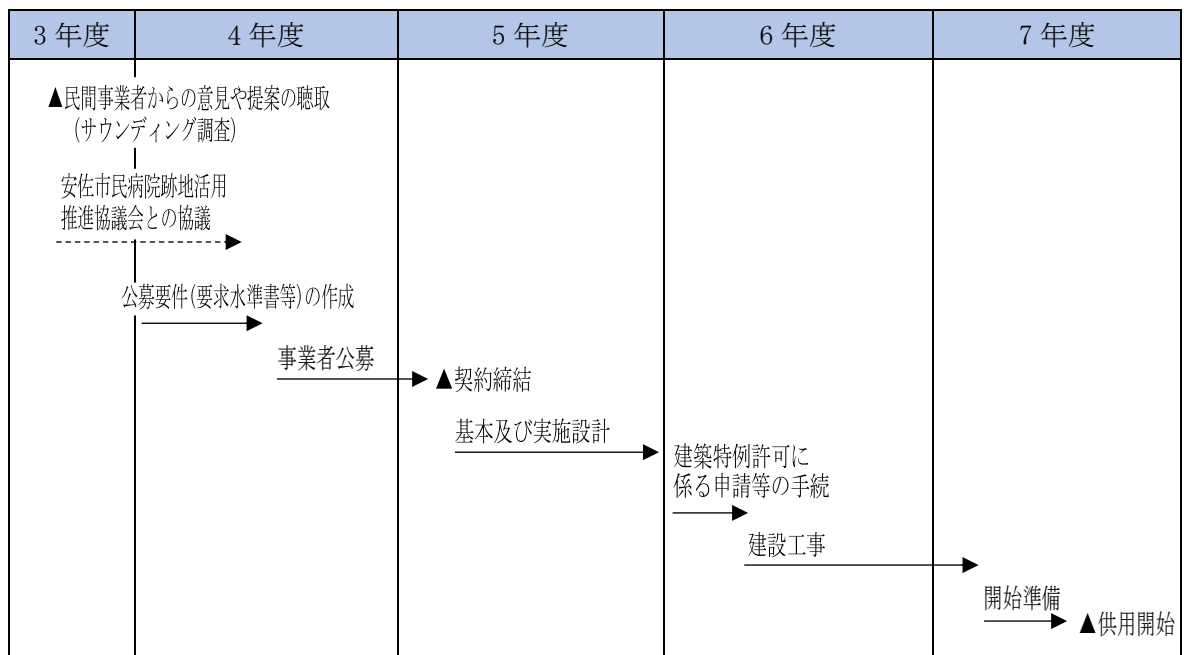 3年度 4年度 5年度 6年度 7年度
▲民間事業者からの意見や提案の聴取
(サウンディング調査)
安佐市民病院跡地活用
推進協議会との協議
公募要件(要求水準書等)の作成
事業者公募
▲契約締結
基本及び実施設計
建築特例許可に
係る申請等の手続
建設工事
開始準備
▲供用開始